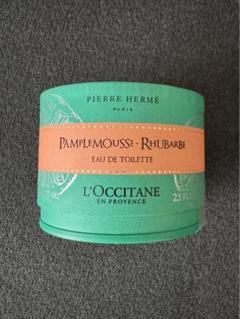 PIERRE HERMÉ
PARIS
PAMPLEMOUSSE-RHUBARBE
EAU DE TOILETTE
L'OCCITANE
EN PROVENCE